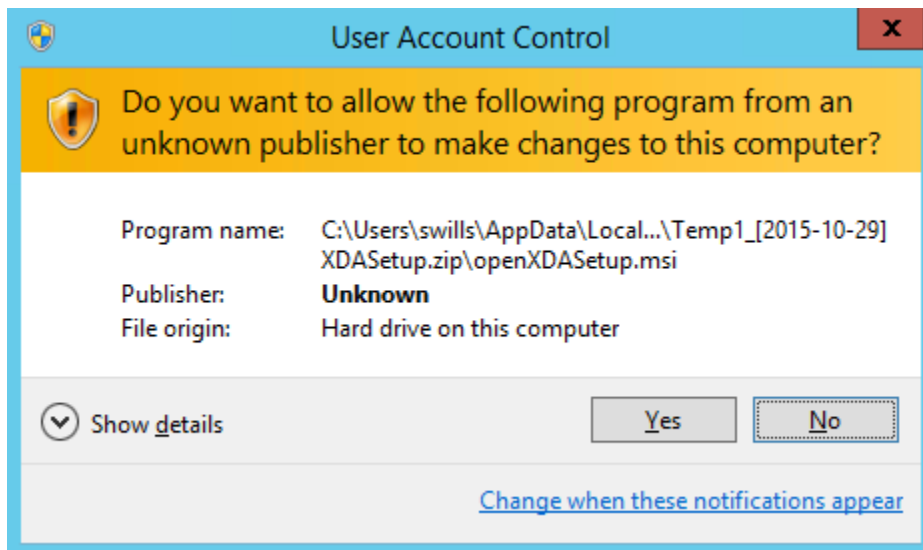 User Account Control
x
Do you want to allow the following program from an
unknown publisher to make changes to this computer?
Program name: C:\Users\swills\AppData\Local...\Temp1_[2015-10-29]
XDASetup.zip\openXDASetup.msi
Publisher: Unknown
File origin: Hard drive on this computer
Show details Yes No
Change when these notifications appear